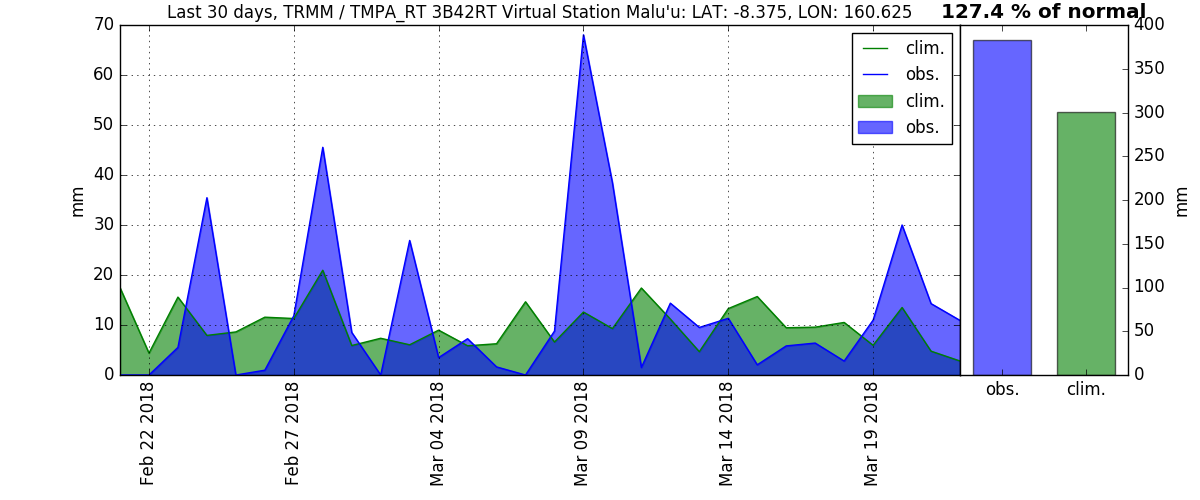 Last 30 days, TRMM / TMPA_RT 3B42RT Virtual Station Malu'u: LAT: -8.375, LON: 160.625
127.4 % of normal
70
60
50
40
30
20
10
0
mm
clim.
obs.
clim.
obs.
400
350
300
250
200
150
100
50
0
mm
obs.
clim.
Feb 22 2018
Feb 27 2018
Mar 04 2018
Mar 09 2018
Mar 14 2018
Mar 19 2018